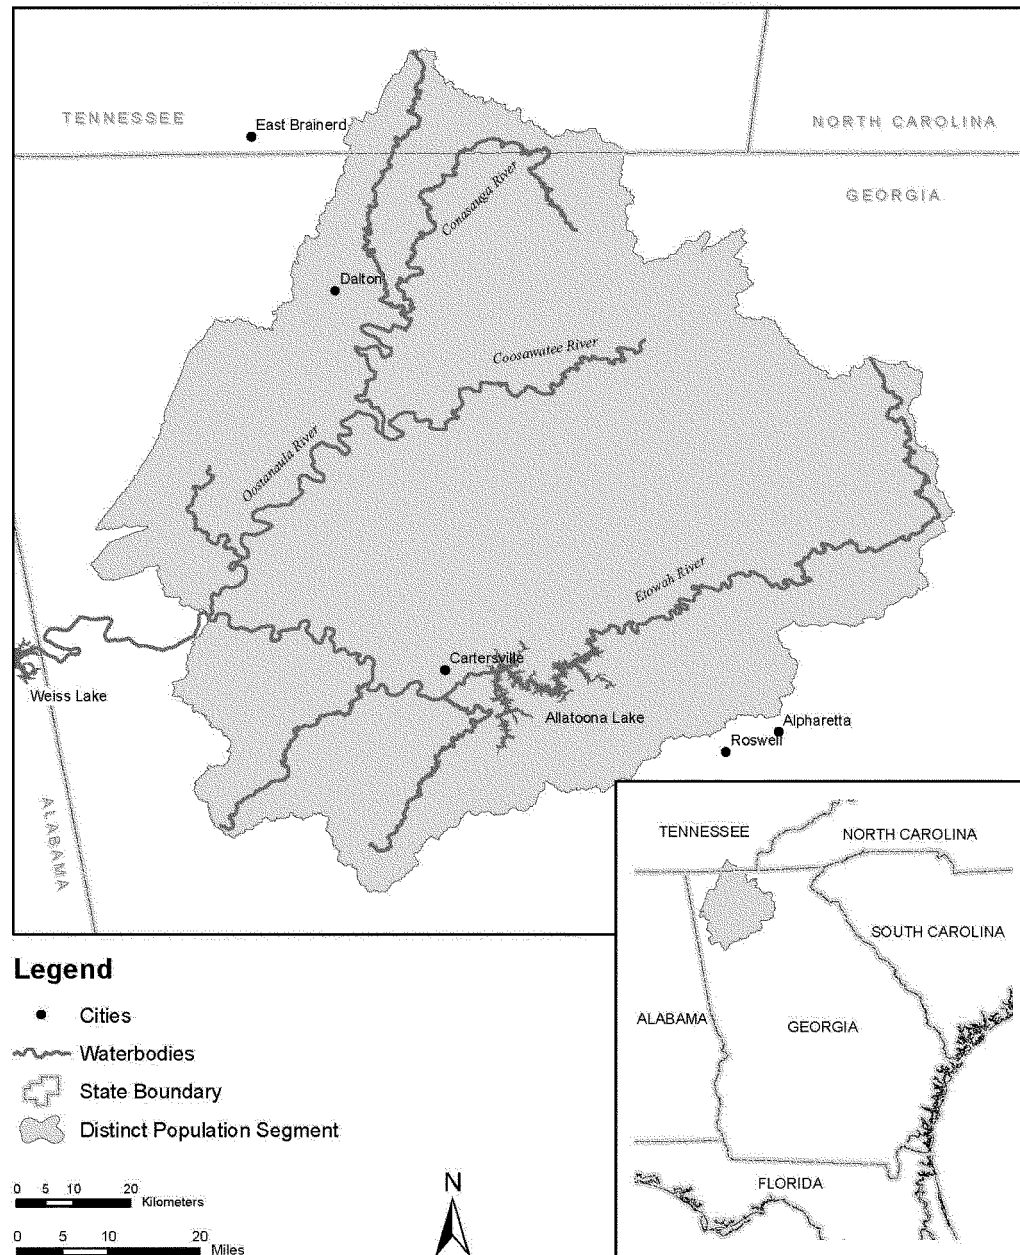 TENNESSEE
East Brainerd
NORTH CAROLINA
GEORGIA
Conasauga River
Dalton
Coosawatee River
Oostanaula River
Etowah River
Cartersville
Weiss Lake
Allatoona Lake
Alpharetta
Roswell
ALABAMA
TENNESSEE
NORTH CAROLINA
SOUTH CAROLINA
ALABAMA
GEORGIA
FLORIDA
Legend
Cities
Waterbodies
State Boundary
Distinct Population Segment
0 5 10 20 Kilometers
0 5 10 20 Miles
N